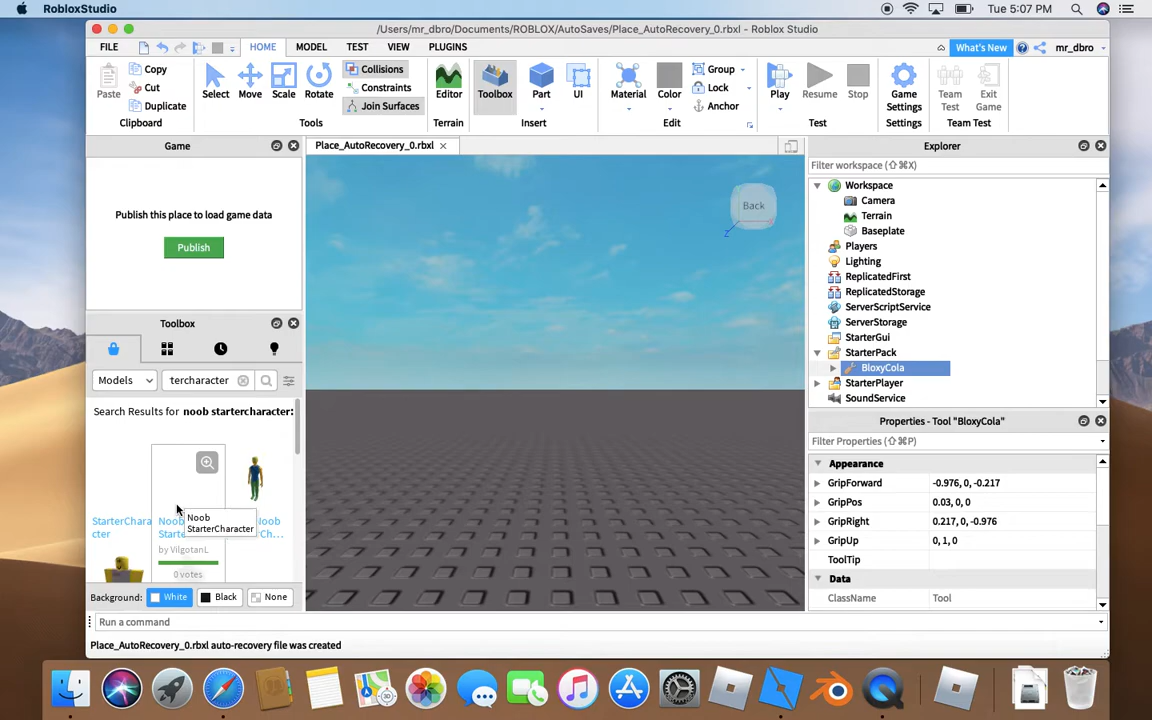 RobloxStudio
Tue 5:07 PM
/Users/mr_dbro/Documents/ROBLOX/AutoSaves/Place_AutoRecovery_0.rbxl - Roblox Studio
FILE HOME MODEL TEST VIEW PLUGINS What's New mr_dbro
Copy Collisions Group
Cut Constraints Lock
Paste Duplicate Select Move Scale Rotate Join Surfaces Editor Toolbox Part UI Material Color Anchor Play Resume Stop Game Settings Team Test Exit Game
Clipboard Tools Terrain Insert Edit Test Settings Team Test
Game
Place_AutoRecovery_0.rbxl
Explorer
Filter workspace (⇧⌘X)
Publish this place to load game data
Publish
Back
Workspace
Camera
Terrain
Baseplate
Players
Lighting
ReplicatedFirst
ReplicatedStorage
ServerScriptService
ServerStorage
StarterGui
StarterPack
BloxyCola
StarterPlayer
SoundService
Toolbox
Models tercharacter
Search Results for noob startercharacter:
StarterChara
cter
Noob
StarterCharacter
by VilgotanL
0 votes
Background: White Black None
Properties - Tool "BloxyCola"
Filter Properties (⇧⌘P)
Appearance
GripForward -0.976, 0, -0.217
GripPos 0.03, 0, 0
GripRight 0.217, 0, -0.976
GripUp 0, 1, 0
ToolTip
Data
ClassName Tool
Run a command
Place_AutoRecovery_0.rbxl auto-recovery file was created